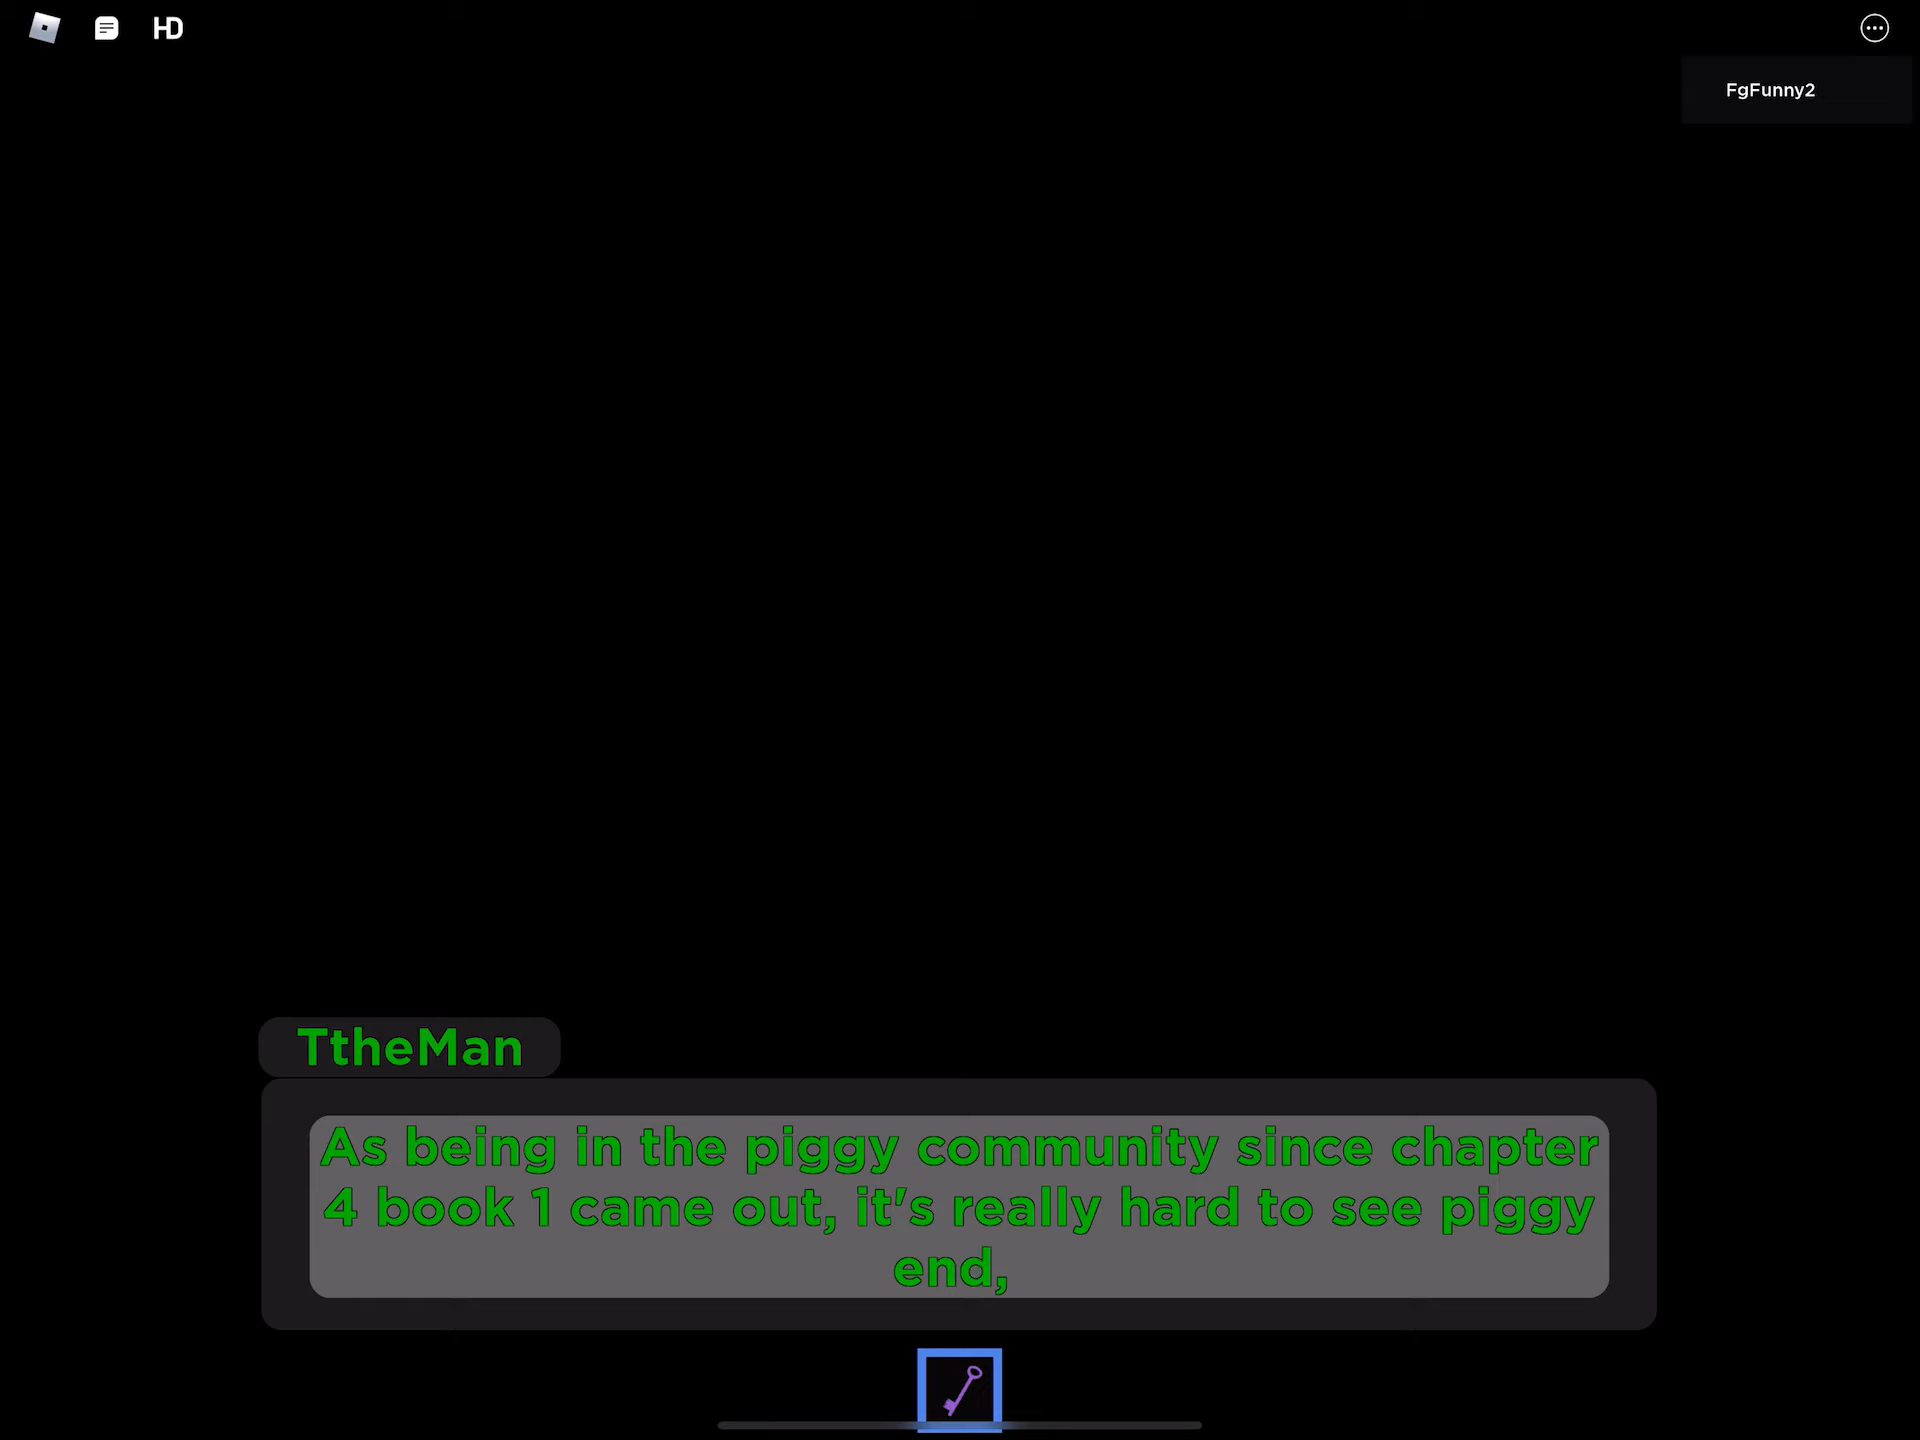 HD
FgFunny2
TtheMan
As being in the piggy community since chapter
4 book 1 came out, it's really hard to see piggy
end,